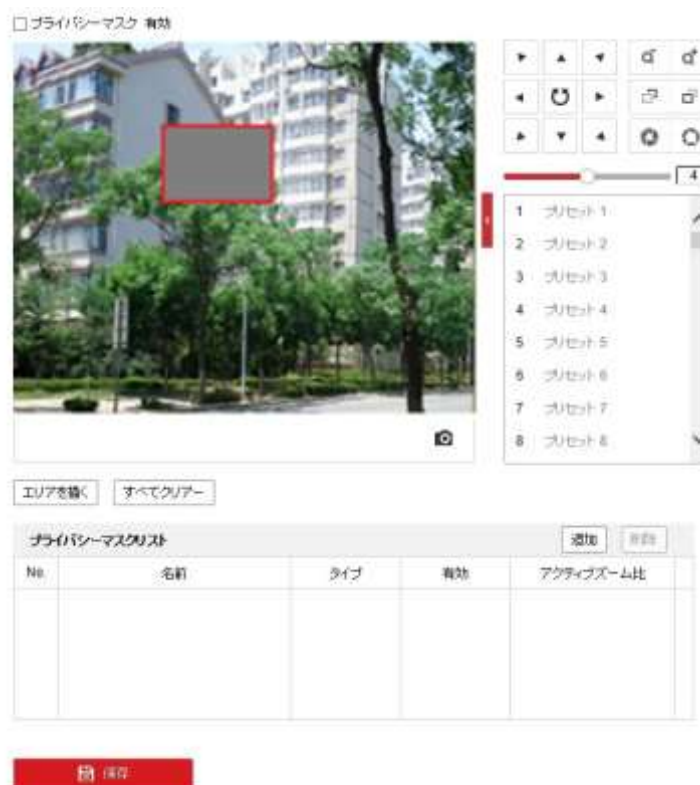 プライバシーマスク 有効
4
1 プリセット 1
2 プリセット 2
3 プリセット 3
4 プリセット 4
5 プリセット 5
6 プリセット 6
7 プリセット 7
8 プリセット 8
エリアを描く すべてクリアー
プライバシーマスクリスト 追加 削除
No. 名前 タイプ 有効 アクティブズーム比
保存